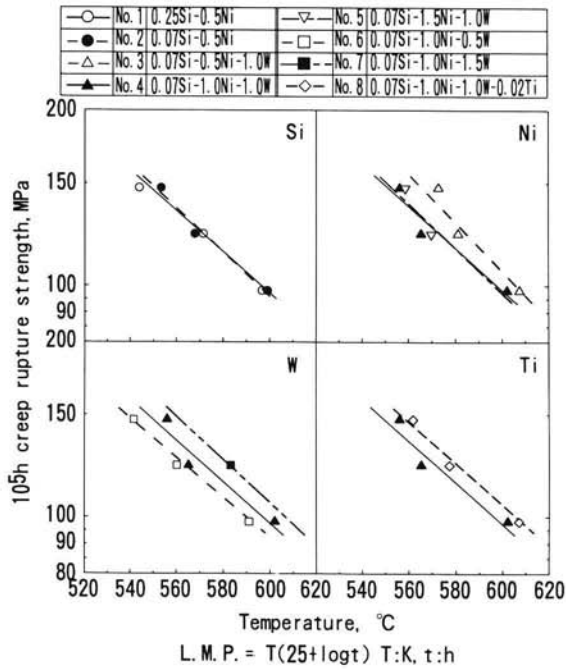 No. 1 0.25Si-0.5Ni No. 5 0.07Si-1.5Ni-1.0W
No. 2 0.07Si-0.5Ni No. 6 0.07Si-1.0Ni-0.5W
No. 3 0.07Si-0.5Ni-1.0W No. 7 0.07Si-1.0Ni-1.5W
No. 4 0.07Si-1.0Ni-1.0W No. 8 0.07Si-1.0Ni-1.0W-0.02Ti
200
Si Ni
150
100
90
200
W Ti
150
100
90
80
10⁵h creep rupture strength, MPa
520 540 560 580 600 620 540 560 580 600 620
Temperature, °C
L. M. P. = T(25+logt) T:K, t:h